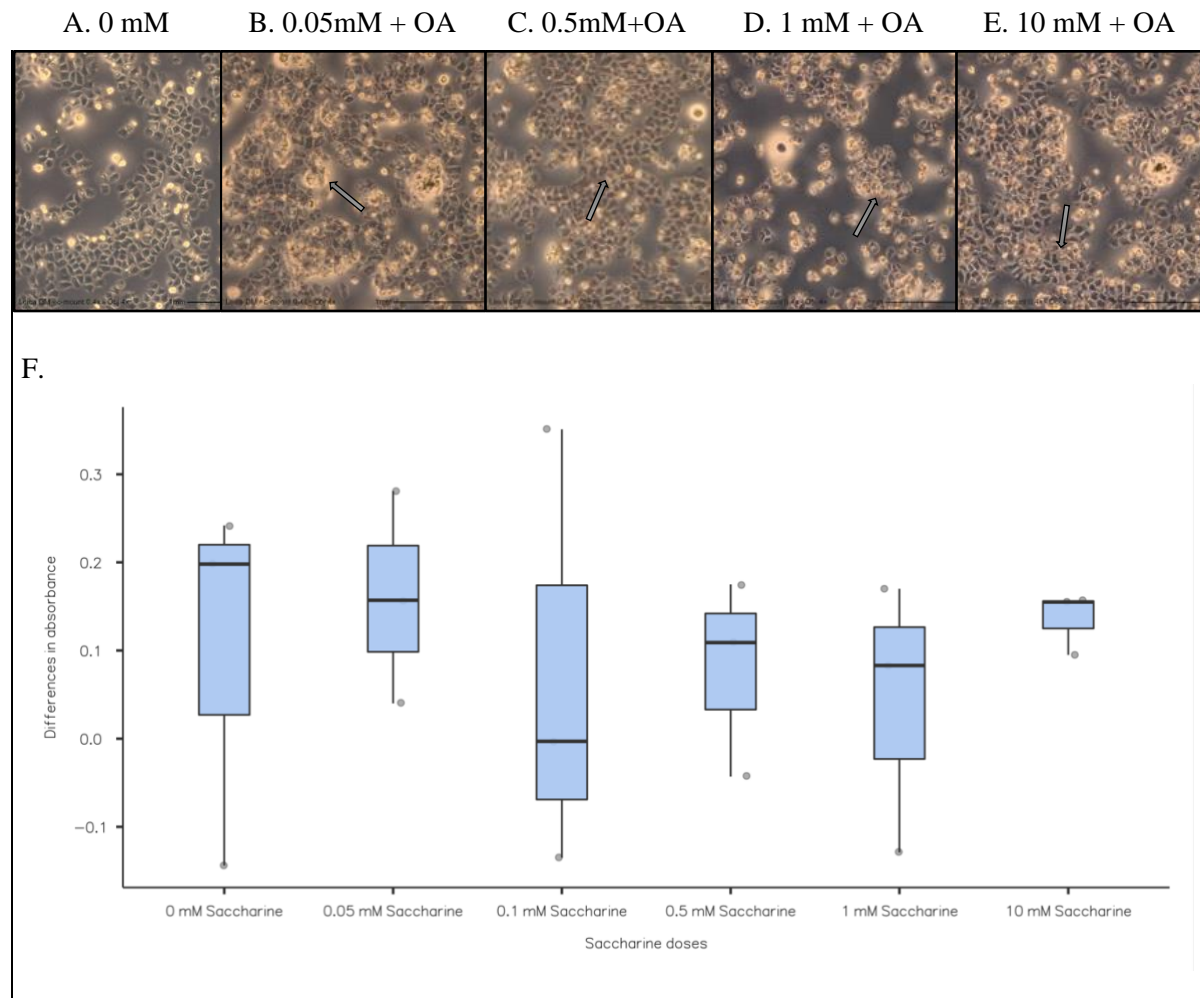 A. 0 mM B. 0.05mM + OA C. 0.5mM+OA D. 1 mM + OA E. 10 mM + OA
F.
0.3
0.2
0.1
0.0
−0.1
Differences in absorbance
0 mM Saccharine 0.05 mM Saccharine 0.1 mM Saccharine 0.5 mM Saccharine 1 mM Saccharine 10 mM Saccharine
Saccharine doses